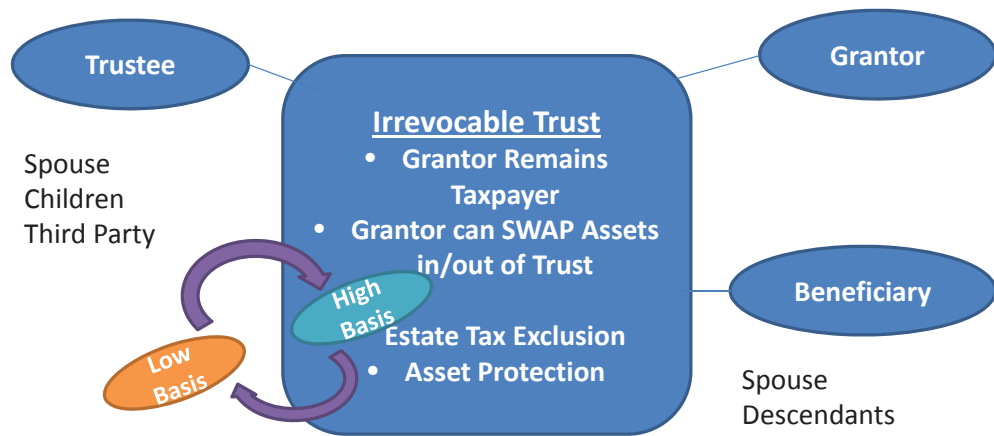 Trustee
Grantor
Spouse
Children
Third Party
Irrevocable Trust
• Grantor Remains
Taxpayer
• Grantor can SWAP Assets
in/out of Trust
High
Basis
Low
Basis
Estate Tax Exclusion
• Asset Protection
Beneficiary
Spouse
Descendants